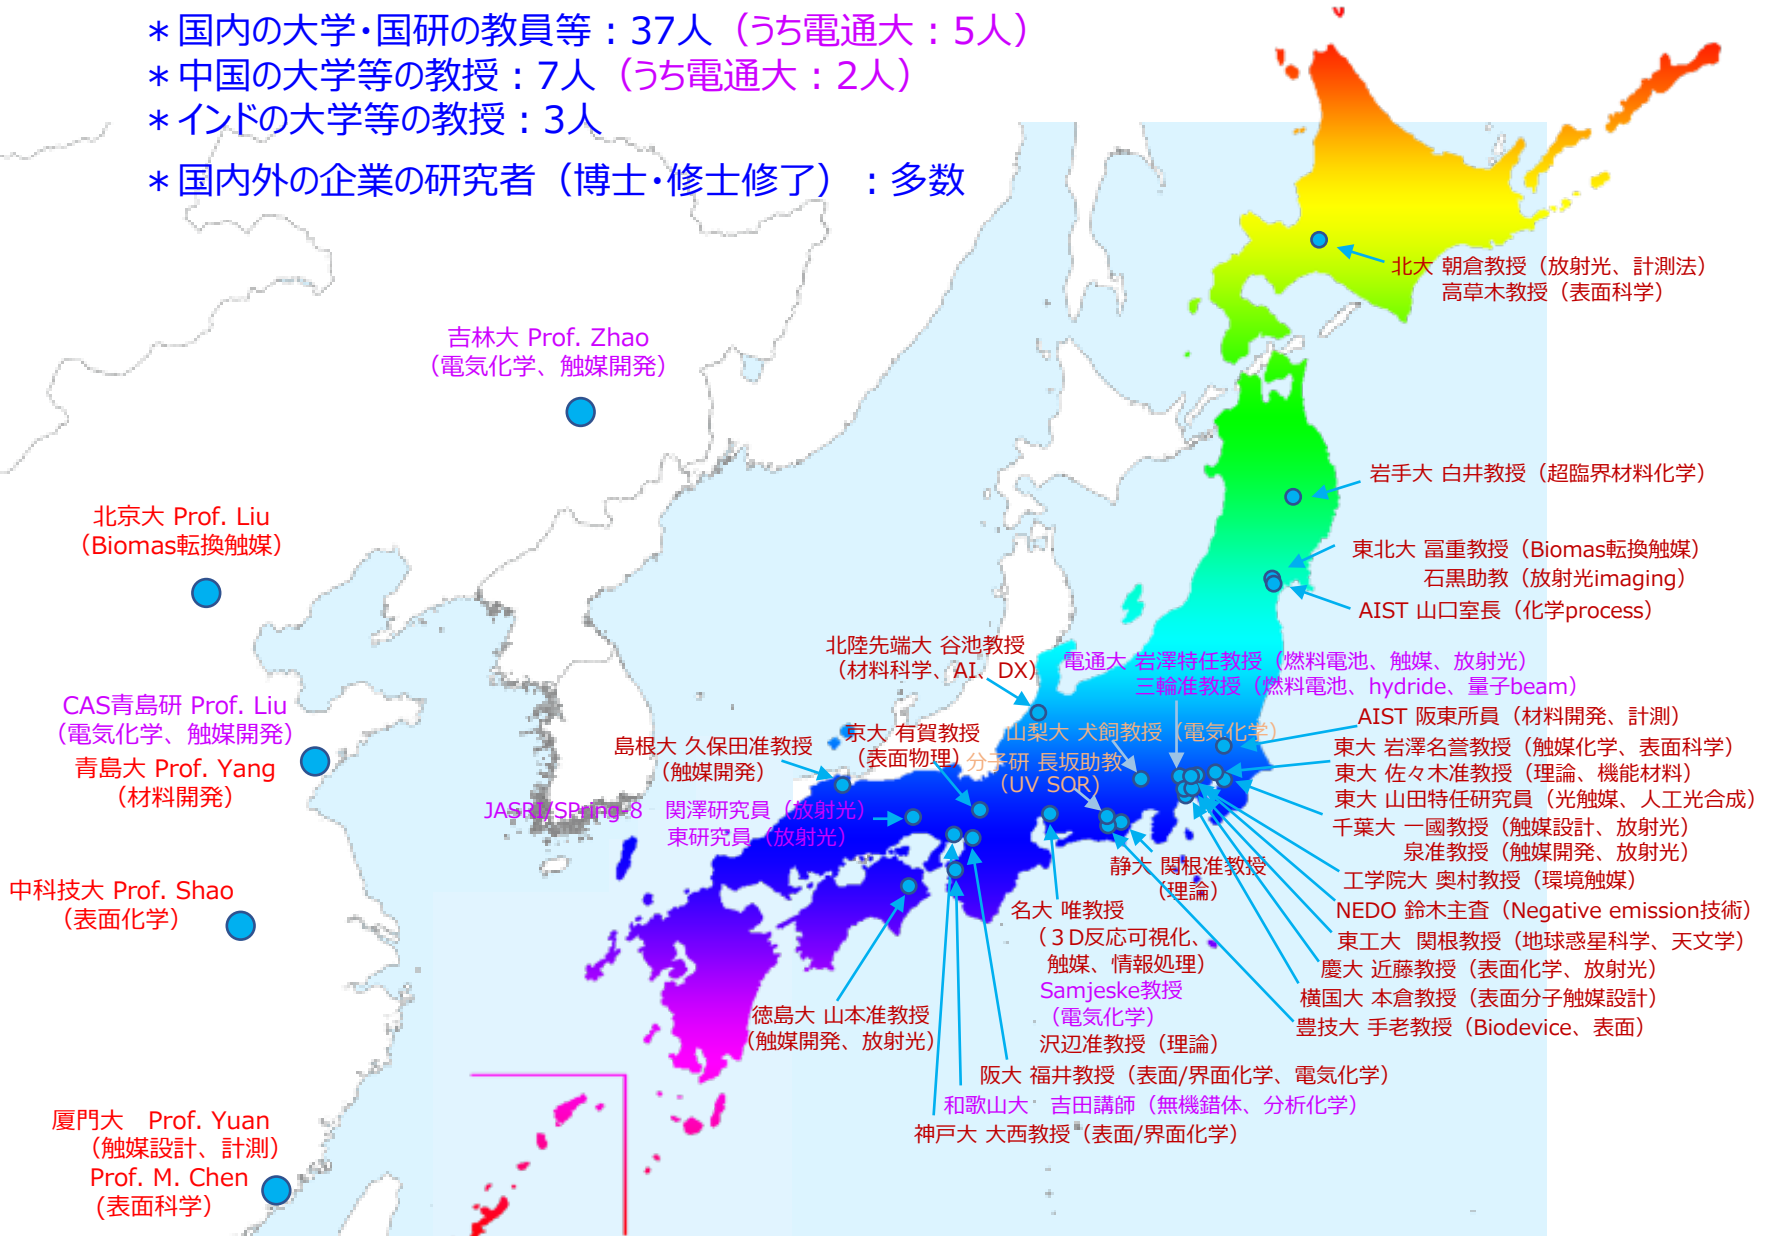 ＊国内の大学・国研の教員等：37人（うち電通大：5人）
＊中国の大学等の教授：7人（うち電通大：2人）
＊インドの大学等の教授：3人
＊国内外の企業の研究者（博士・修士修了）：多数
北大 朝倉教授（放射光、計測法）
高草木教授（表面科学）
吉林大 Prof. Zhao
（電気化学、触媒開発）
岩手大 白井教授（超臨界材料化学）
北京大 Prof. Liu
（Biomas転換触媒）
東北大 冨重教授（Biomas転換触媒）
石黒助教（放射光imaging）
AIST 山口室長（化学process）
北陸先端大 谷池教授
（材料科学、AI、DX）
電通大 岩澤特任教授（燃料電池、触媒、放射光）
三輪准教授（燃料電池、hydride、量子beam）
CAS青島研 Prof. Liu
（電気化学、触媒開発）
青島大 Prof. Yang
（材料開発）
島根大 久保田准教授
（触媒開発）
京大 有賀教授
（表面物理）
山梨大 犬飼教授（電気化学）
分子研 長坂助教
（UV SOR）
AIST 阪東所員（材料開発、計測）
東大 岩澤名誉教授（触媒化学、表面科学）
東大 佐々木准教授（理論、機能材料）
東大 山田特任研究員（光触媒、人工光合成）
千葉大 一國教授（触媒設計、放射光）
泉准教授（触媒開発、放射光）
JASRI/SPring-8　関澤研究員（放射光）
東研究員（放射光）
静大 関根准教授
（理論）
工学院大 奥村教授（環境触媒）
NEDO 鈴木主査（Negative emission技術）
東工大 関根教授（地球惑星科学、天文学）
慶大 近藤教授（表面化学、放射光）
横国大 本倉教授（表面分子触媒設計）
豊技大 手老教授（Biodevice、表面）
中科技大 Prof. Shao
（表面化学）
名大 唯教授
（３D反応可視化、
触媒、情報処理）
Samjeske教授
（電気化学）
沢辺准教授（理論）
徳島大 山本准教授
（触媒開発、放射光）
阪大 福井教授（表面/界面化学、電気化学）
和歌山大　吉田講師（無機錯体、分析化学）
神戸大 大西教授（表面/界面化学）
厦門大　Prof. Yuan
（触媒設計、計測）
Prof. M. Chen
(表面科学）